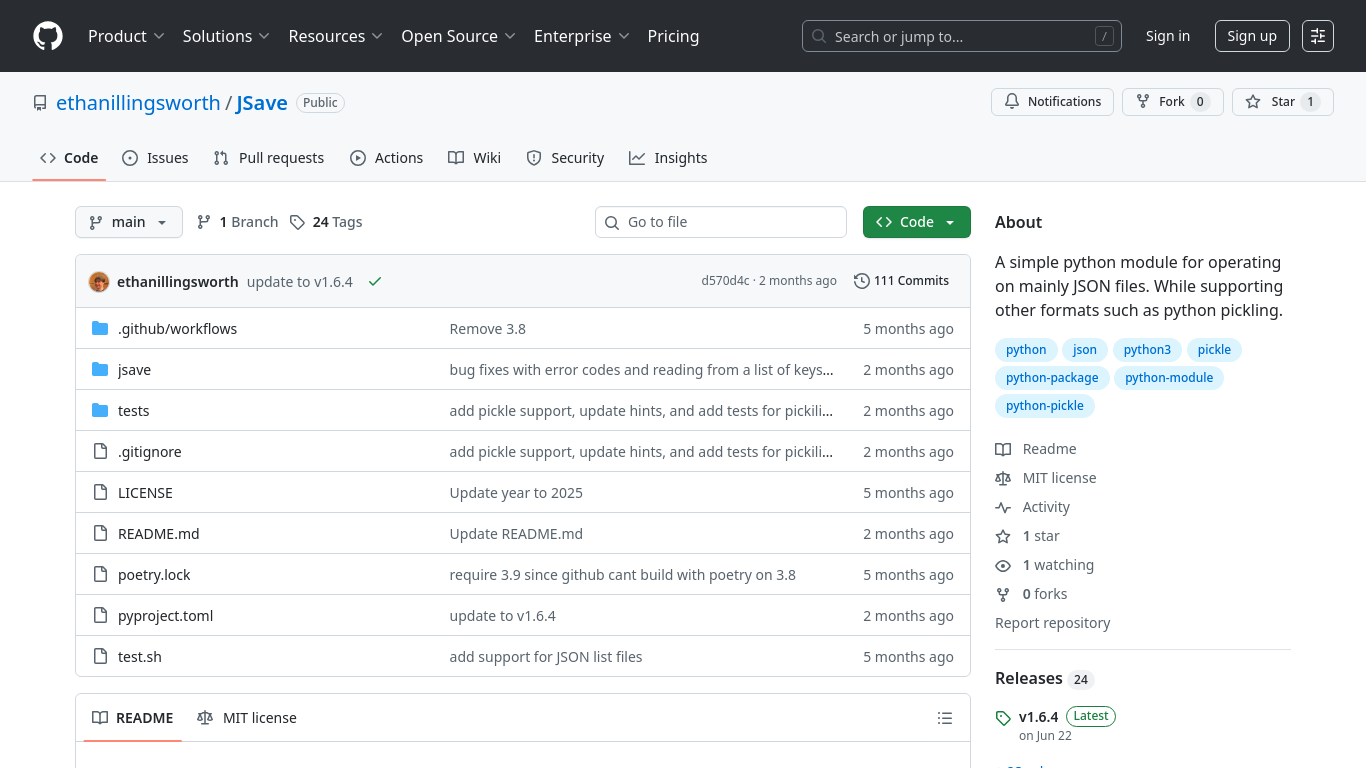 Product Solutions Resources Open Source Enterprise Pricing Search or jump to... / Sign in Sign up
ethanillingsworth / JSave Public Notifications Fork 0 Star 1
Code Issues Pull requests Actions Wiki Security Insights
main 1 Branch 24 Tags Go to file Code
ethanillingsworth update to v1.6.4 d570d4c · 2 months ago 111 Commits
.github/workflows Remove 3.8 5 months ago
jsave bug fixes with error codes and reading from a list of keys... 2 months ago
tests add pickle support, update hints, and add tests for pickili... 2 months ago
.gitignore add pickle support, update hints, and add tests for pickili... 2 months ago
LICENSE Update year to 2025 5 months ago
README.md Update README.md 2 months ago
poetry.lock require 3.9 since github cant build with poetry on 3.8 5 months ago
pyproject.toml update to v1.6.4 2 months ago
test.sh add support for JSON list files 5 months ago
README MIT license
About
A simple python module for operating
on mainly JSON files. While supporting
other formats such as python pickling.
python json python3 pickle
python-package python-module
python-pickle
Readme
MIT license
Activity
1 star
1 watching
0 forks
Report repository
Releases 24
v1.6.4 Latest
on Jun 22